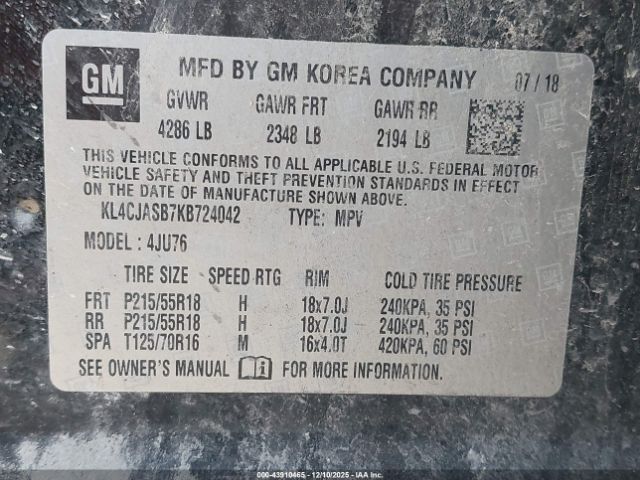 GM MFD BY GM KOREA COMPANY 07/18
GVWR GAWR FRT GAWR RR
4286 LB 2348 LB 2194 LB
THIS VEHICLE CONFORMS TO ALL APPLICABLE U.S. FEDERAL MOTOR
VEHICLE SAFETY AND THEFT PREVENTION STANDARDS IN EFFECT
ON THE DATE OF MANUFACTURE SHOWN ABOVE.
KL4CJASB7KB724042 TYPE: MPV
MODEL: 4JU76
TIRE SIZE SPEED RTG RIM COLD TIRE PRESSURE
FRT P215/55R18 H 18x7.0J 240KPA, 35 PSI
RR P215/55R18 H 18x7.0J 240KPA, 35 PSI
SPA T125/70R16 M 16x4.0T 420KPA, 60 PSI
SEE OWNER'S MANUAL i FOR MORE INFORMATION.
00-43910465 - 12/10/2025 - IAA Inc.